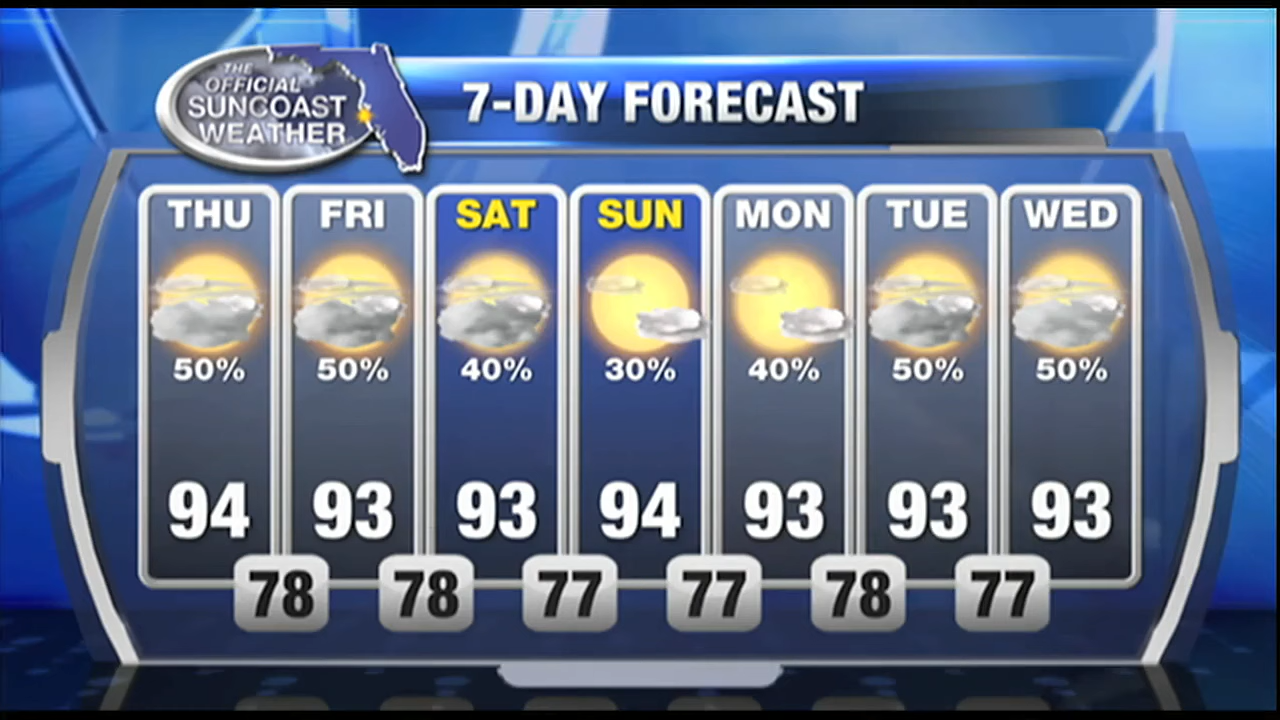 THE
OFFICIAL
SUNCOAST
WEATHER
7-DAY FORECAST
THU FRI SAT SUN MON TUE WED
50% 50% 40% 30% 40% 50% 50%
94 93 93 94 93 93 93
78 78 77 77 78 77